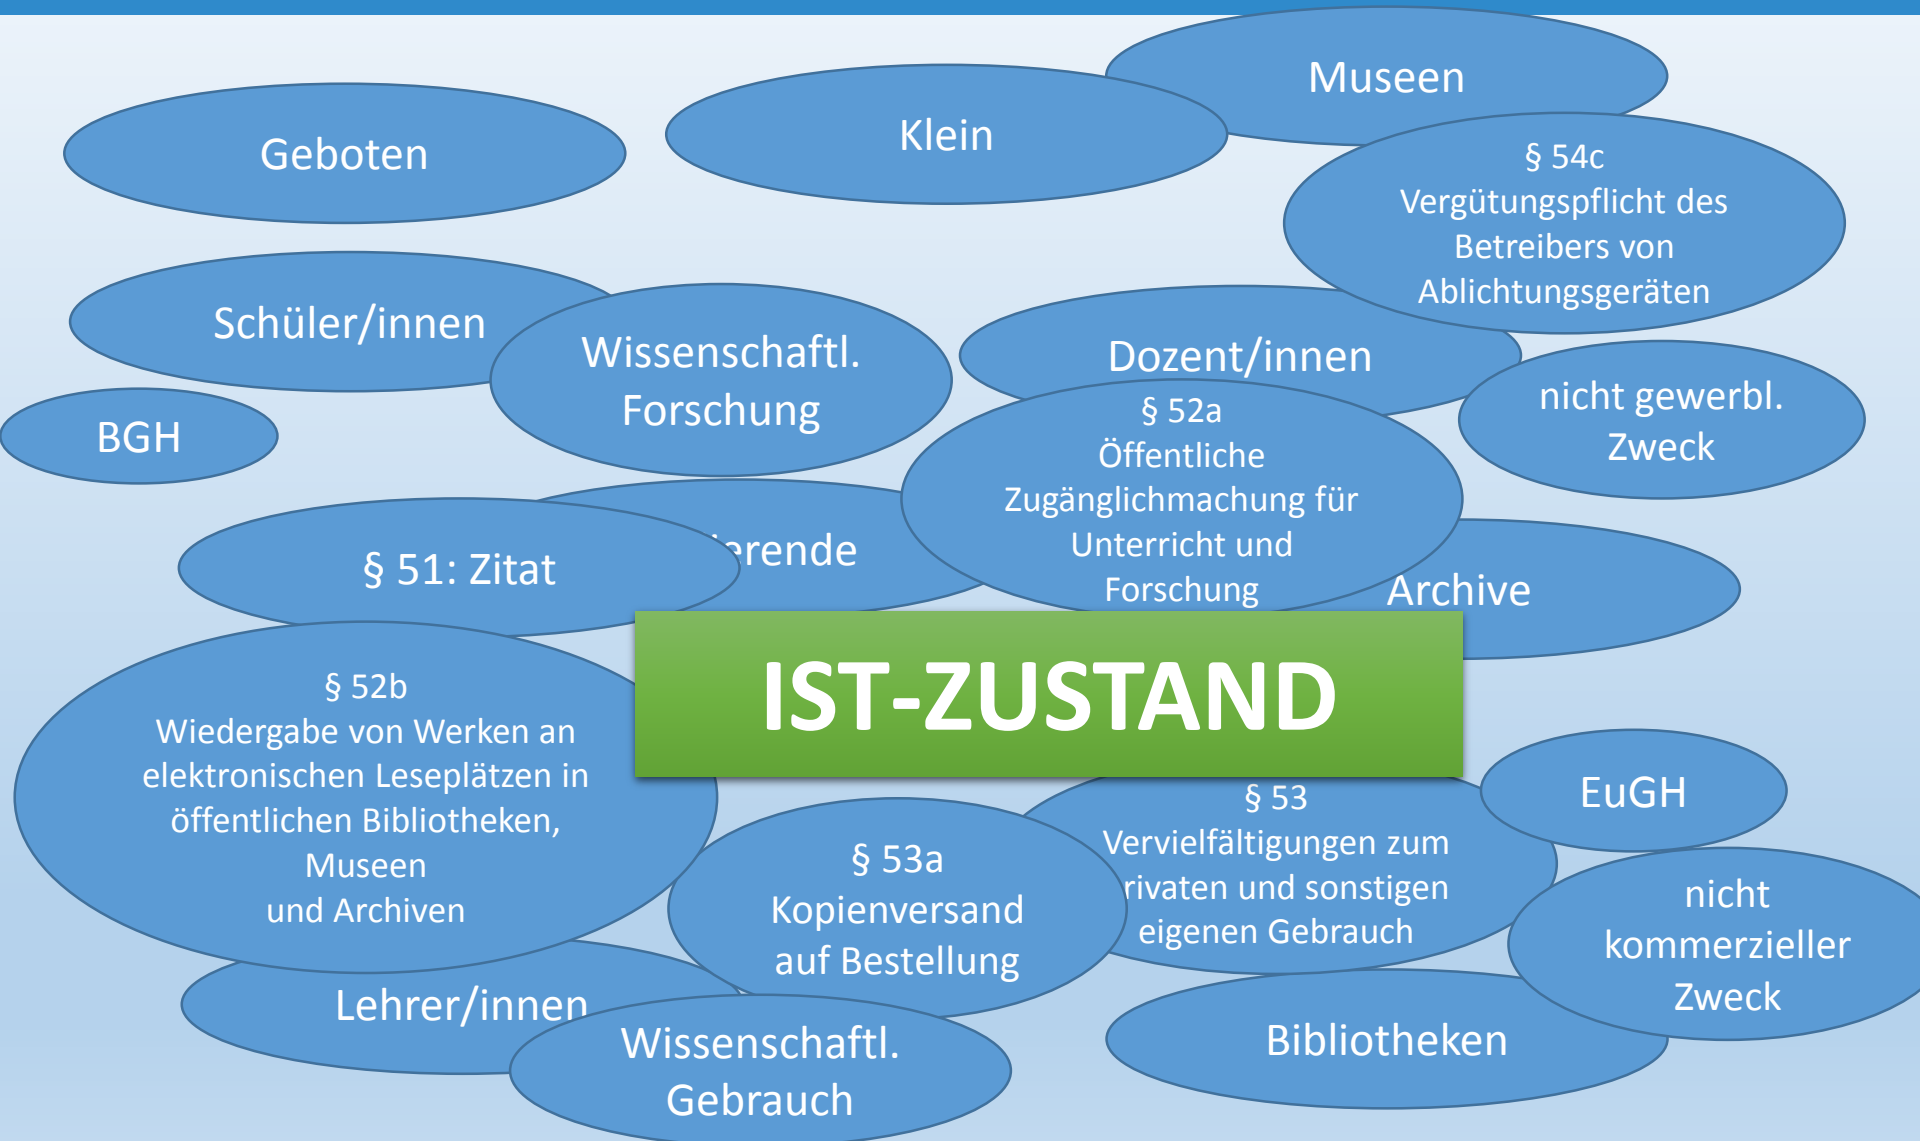 Museen
Klein
Geboten
§ 54c
Vergütungspflicht des
Betreibers von
Ablichtungsgeräten
Schüler/innen
Wissenschaftl.
Forschung
Dozent/innen
nicht gewerbl.
Zweck
BGH
§ 52a
Öffentliche
Zugänglichmachung für
Unterricht und
Forschung
§ 51: Zitat
Archive
IST-ZUSTAND
§ 52b
Wiedergabe von Werken an
elektronischen Leseplätzen in
öffentlichen Bibliotheken,
Museen
und Archiven
§ 53
Vervielfältigungen zum
rivaten und sonstigen
eigenen Gebrauch
EuGH
§ 53a
Kopienversand
auf Bestellung
nicht
kommerzieller
Zweck
Lehrer/innen
Wissenschaftl.
Gebrauch
Bibliotheken